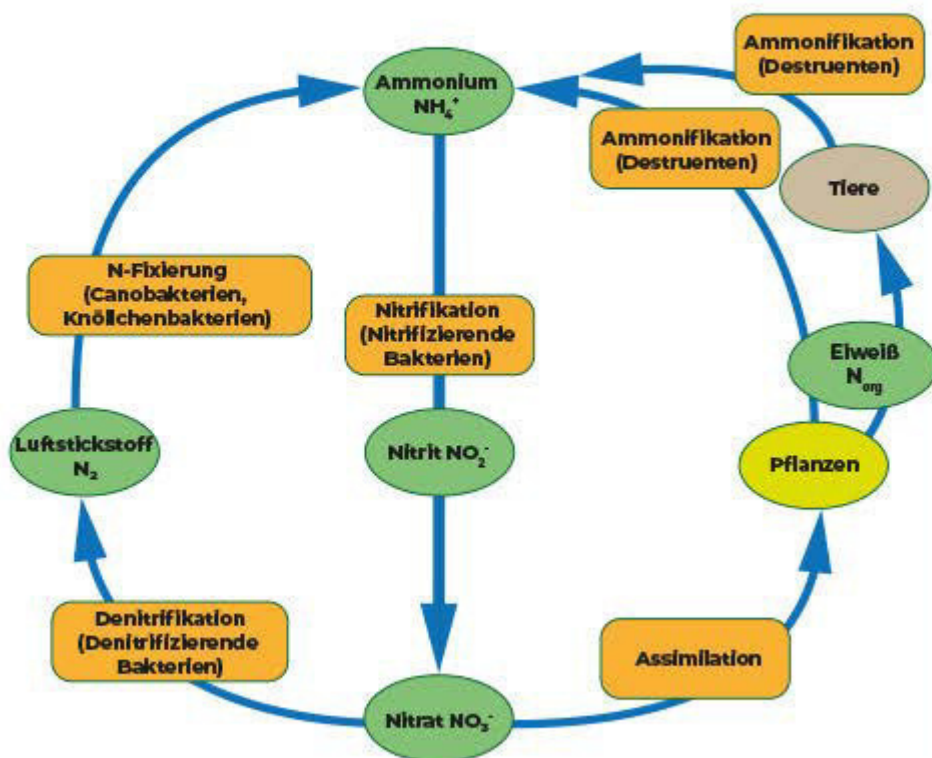 Ammonifikation
(Destruenten)
Ammonium
NH₄⁺
Ammonifikation
(Destruenten)
Tiere
N-Fixierung
(Canobakterien,
Knöllchenbakterien)
Nitrifikation
(Nitrifizierende
Bakterien)
Eiweiß
Norg
Luftstickstoff
N₂
Nitrit NO₂⁻
Pflanzen
Denitrifikation
(Denitrifizierende
Bakterien)
Assimilation
Nitrat NO₃⁻